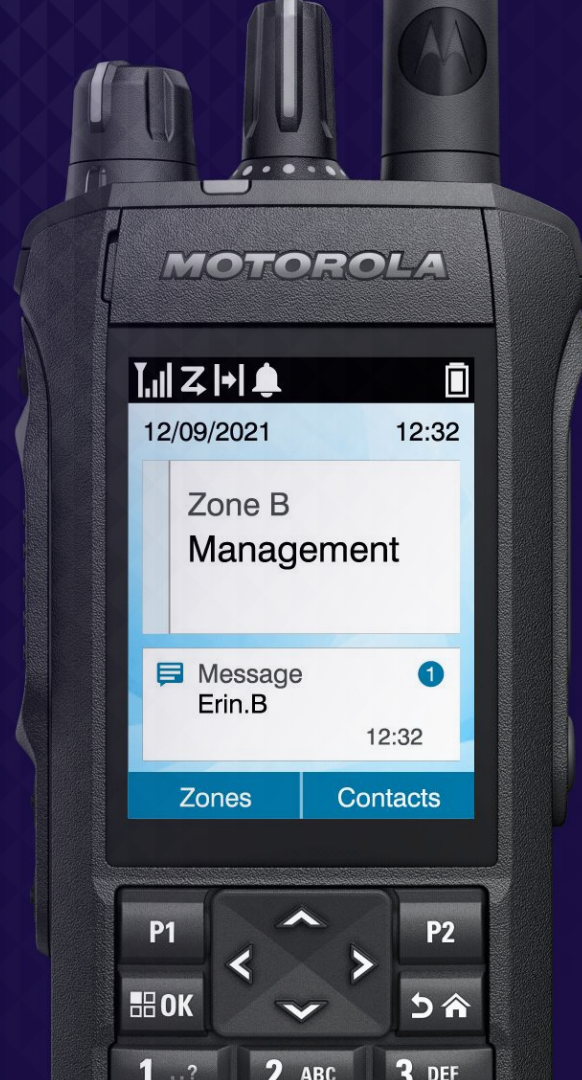 MOTOROLA
12/09/2021 12:32
Zone B
Management
Message 1
Erin.B
12:32
Zones Contacts
P1 P2
OK
1 ..? 2 ABC 3 DEF